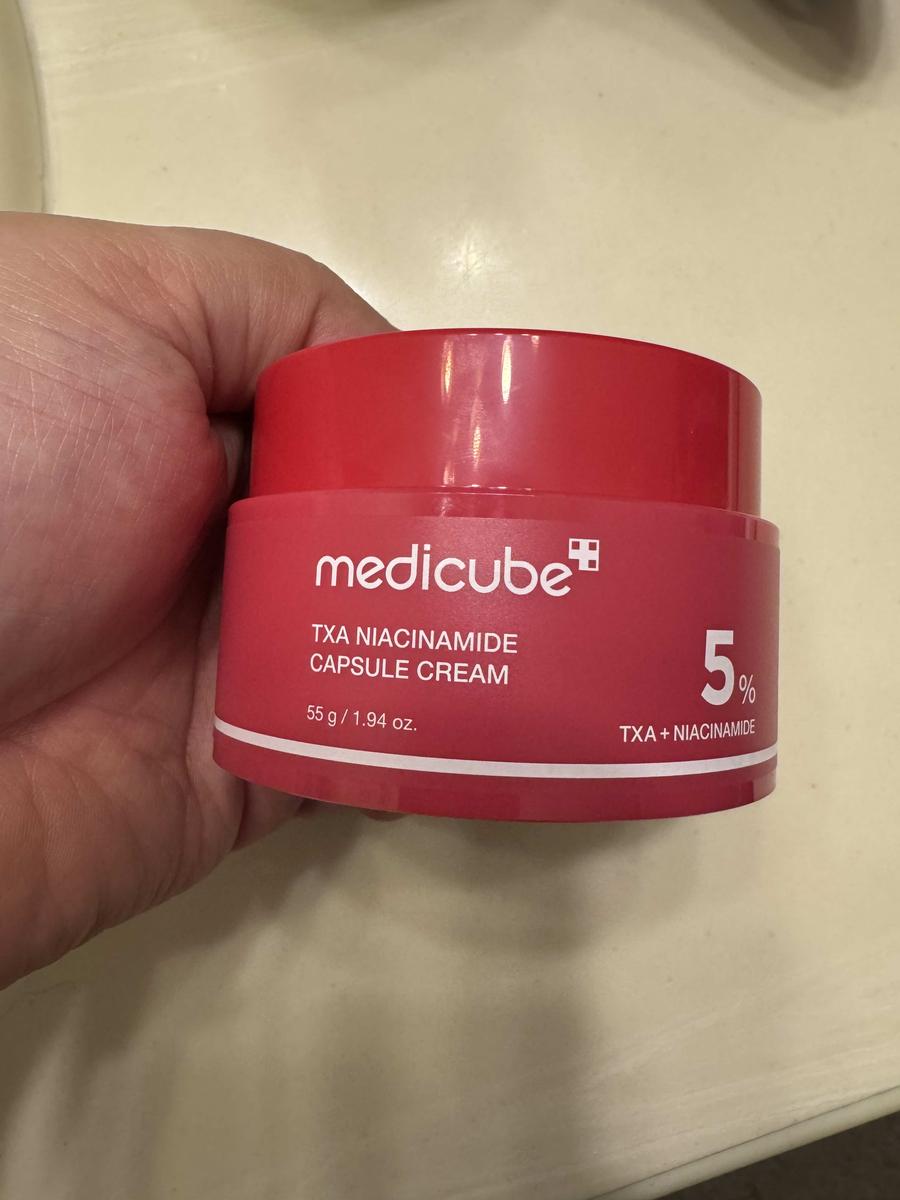 medicube
TXA NIACINAMIDE
CAPSULE CREAM
55 g / 1.94 oz.
5%
TXA + NIACINAMIDE